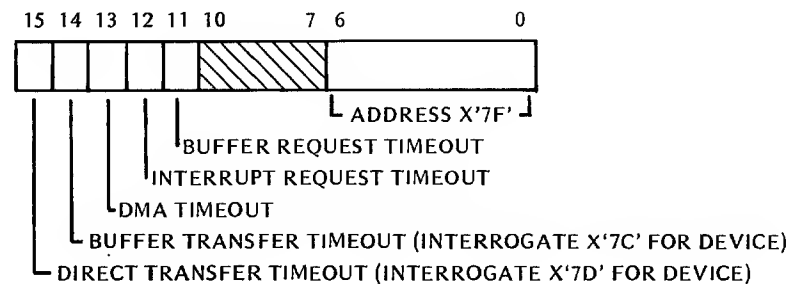 15 14 13 12 11 10 7 6 0
ADDRESS X'7F'
BUFFER REQUEST TIMEOUT
INTERRUPT REQUEST TIMEOUT
DMA TIMEOUT
BUFFER TRANSFER TIMEOUT (INTERROGATE X'7C' FOR DEVICE)
DIRECT TRANSFER TIMEOUT (INTERROGATE X'7D' FOR DEVICE)